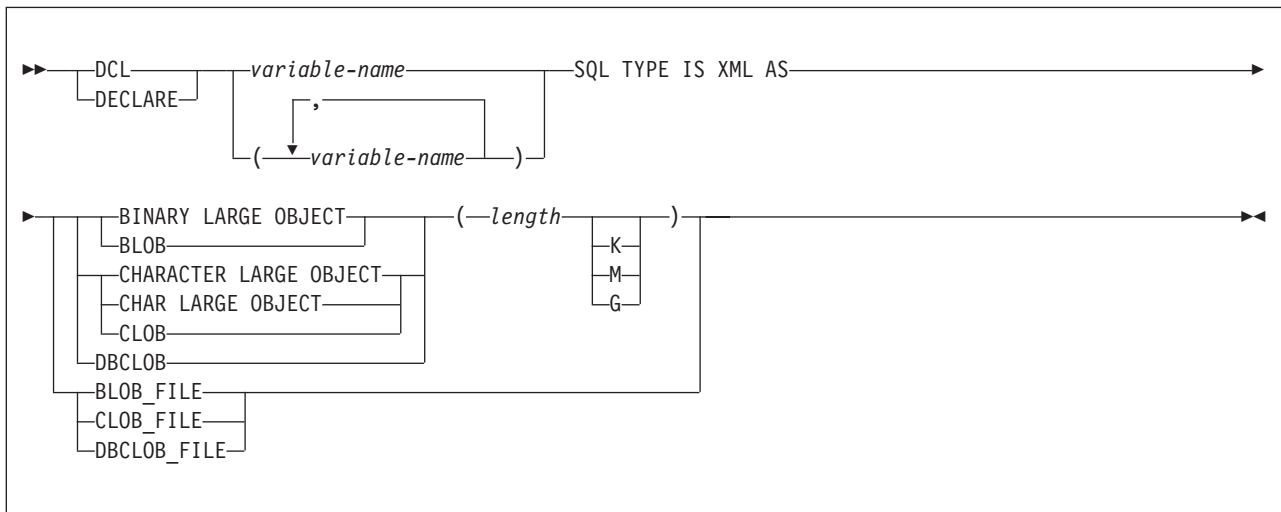 DCL variable-name SQL TYPE IS XML AS
DECLARE ,
( variable-name )
BINARY LARGE OBJECT ( length )
BLOB K
CHARACTER LARGE OBJECT M
CHAR LARGE OBJECT G
CLOB
DBCLOB
BLOB_FILE
CLOB_FILE
DBCLOB_FILE